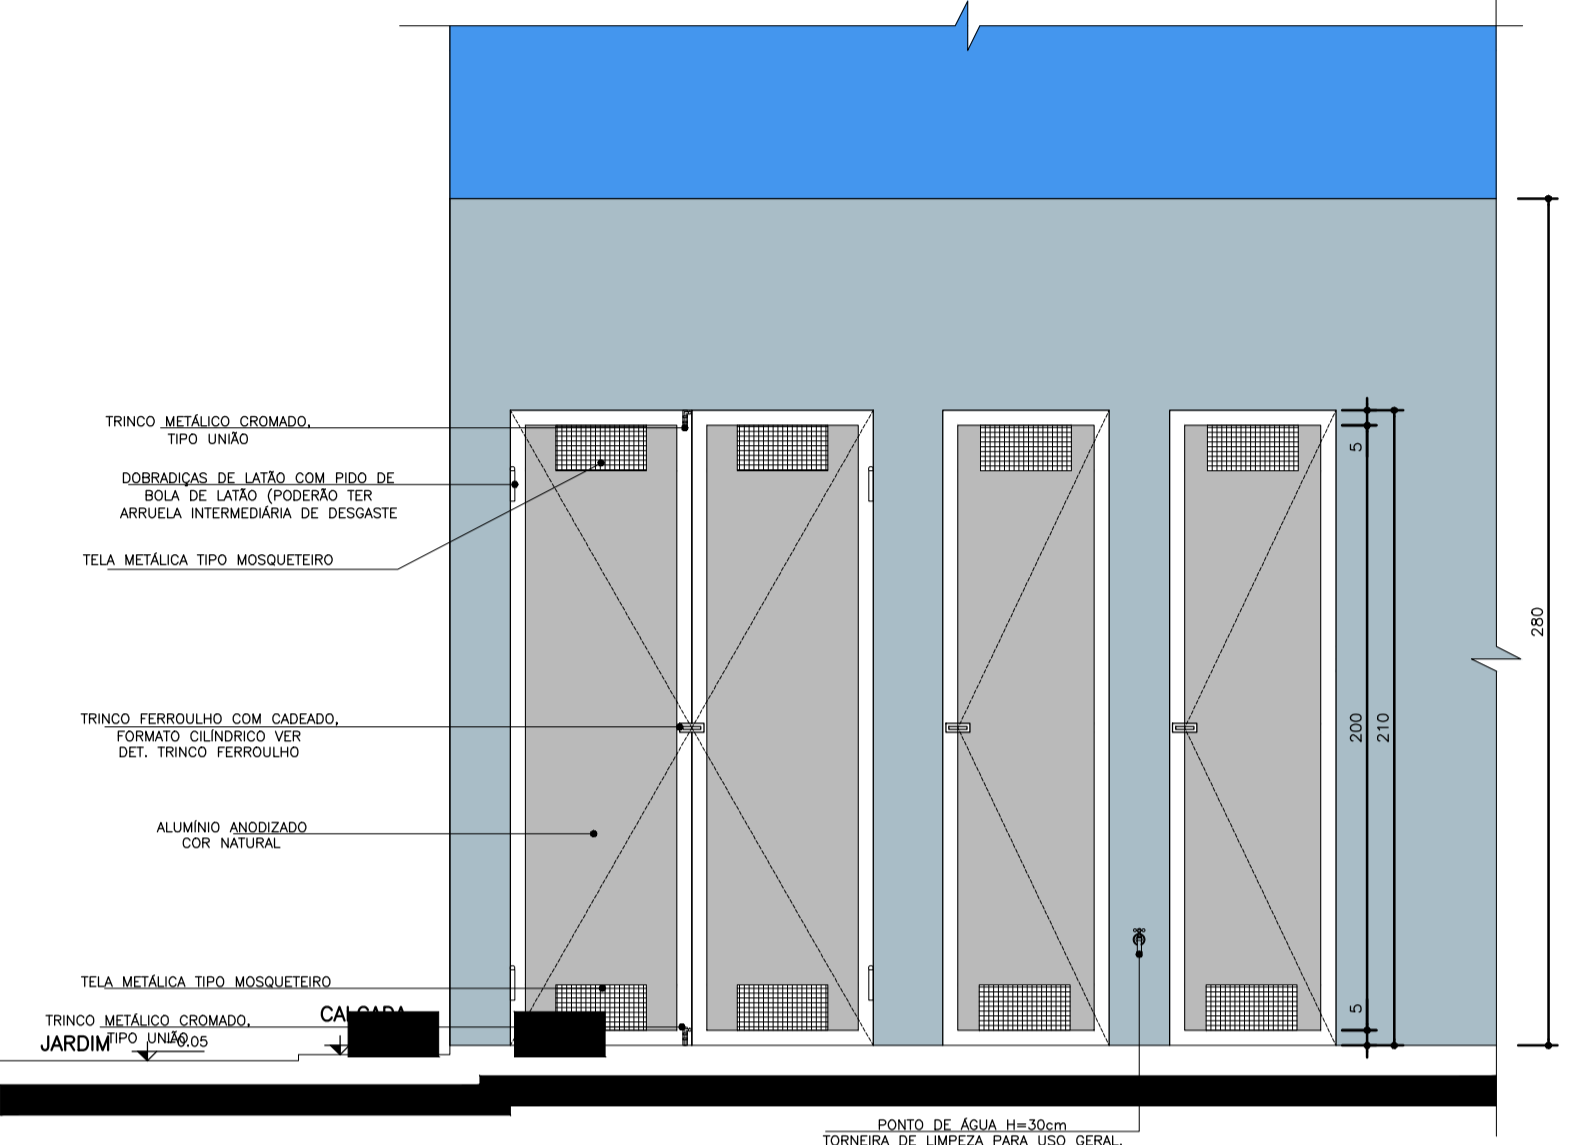 TRINCO METÁLICO CROMADO,
TIPO UNIÃO
DOBRADIÇAS DE LATÃO COM PIDO DE
BOLA DE LATÃO (PODERÃO TER
ARRUELA INTERMEDIÁRIA DE DESGASTE
TELA METÁLICA TIPO MOSQUETEIRO
TRINCO FERROULHO COM CADEADO,
FORMATO CILÍNDRICO VER
DET. TRINCO FERROULHO
ALUMÍNIO ANODIZADO
COR NATURAL
TELA METÁLICA TIPO MOSQUETEIRO
TRINCO METÁLICO CROMADO,
TIPO UNIÃO
JARDIM
0.05
CALÇADA
5
200
210
5
280
PONTO DE ÁGUA H=30cm
TORNEIRA DE LIMPEZA PARA USO GERAL.